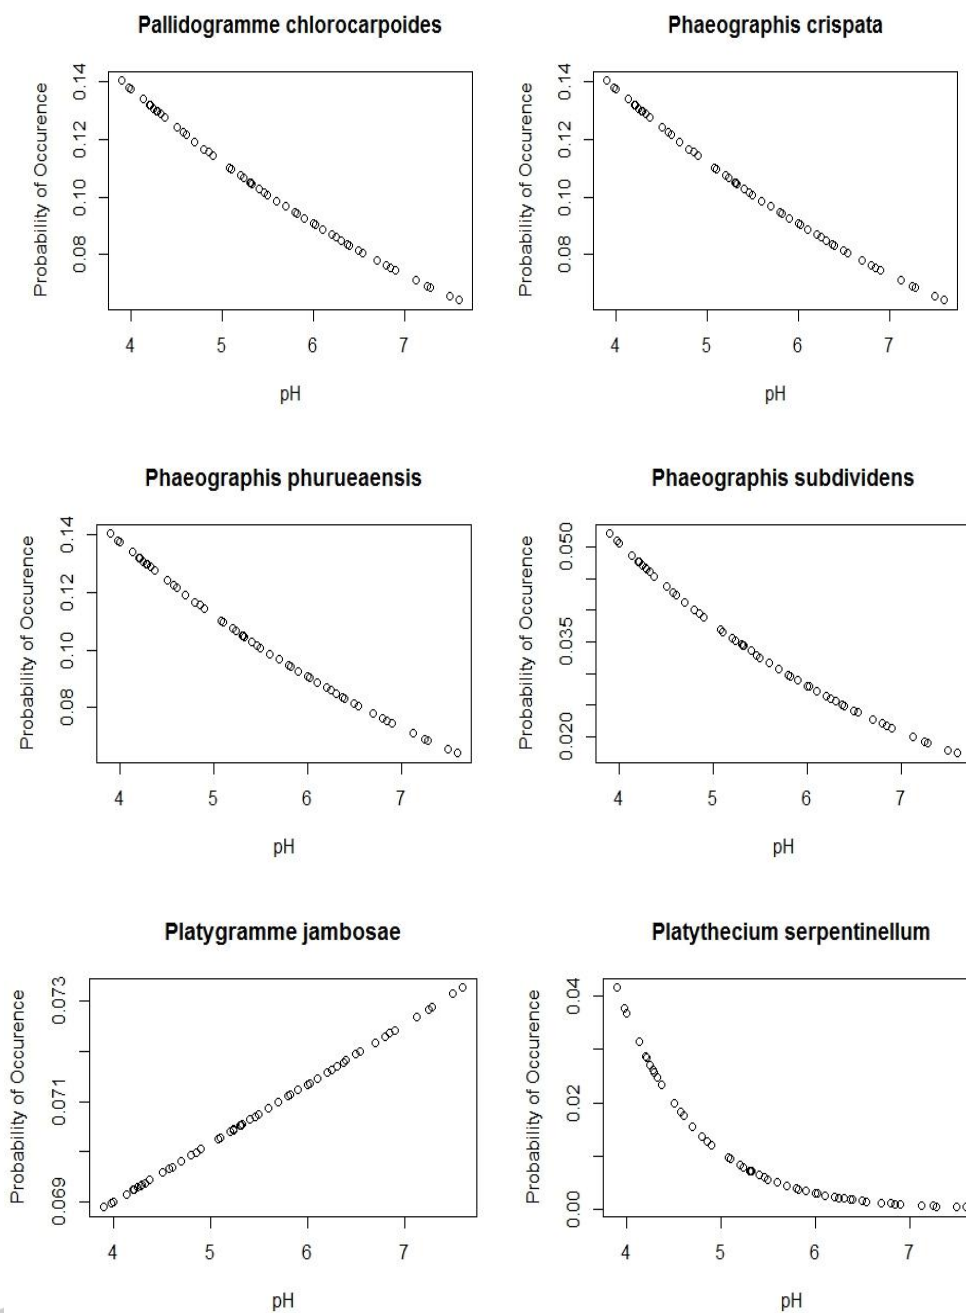 Pallidogramme chlorocarpoides
Probability of Occurence
0.14
0.12
0.10
0.08
4 5 6 7
pH
Phaeographis crispata
Probability of Occurence
0.14
0.12
0.10
0.08
4 5 6 7
pH
Phaeographis phurueaensis
Probability of Occurence
0.14
0.12
0.10
0.08
4 5 6 7
pH
Phaeographis subdividens
Probability of Occurence
0.050
0.035
0.020
4 5 6 7
pH
Platygramme jambosae
Probability of Occurence
0.073
0.071
0.069
4 5 6 7
pH
Platythecium serpentinellum
Probability of Occurence
0.04
0.02
0.00
4 5 6 7
pH